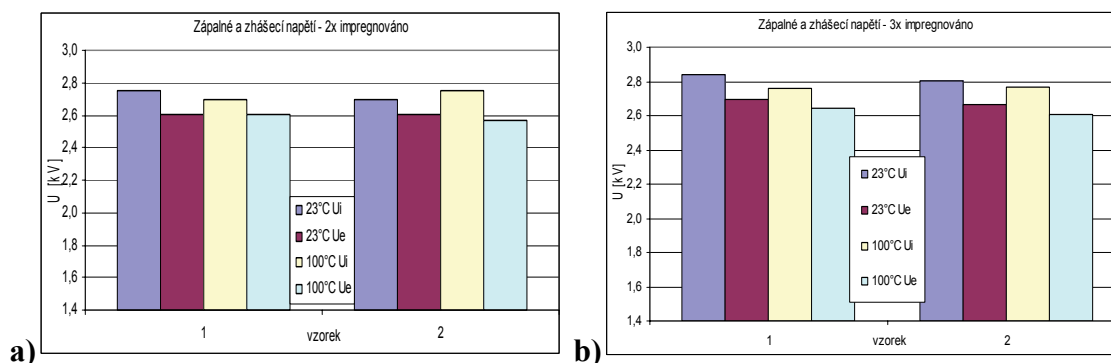 Zápalné a zhášecí napětí - 2x impregnováno
3,0
2,8
2,6
2,4
2,2
2,0
1,8
1,6
1,4
U [kV]
23°C Ui
23°C Ue
100°C Ui
100°C Ue
1
vzorek
2
a)
Zápalné a zhášecí napětí - 3x impregnováno
3,0
2,8
2,6
2,4
2,2
2,0
1,8
1,6
1,4
U [kV]
23°C Ui
23°C Ue
100°C Ui
100°C Ue
1
vzorek
2
b)